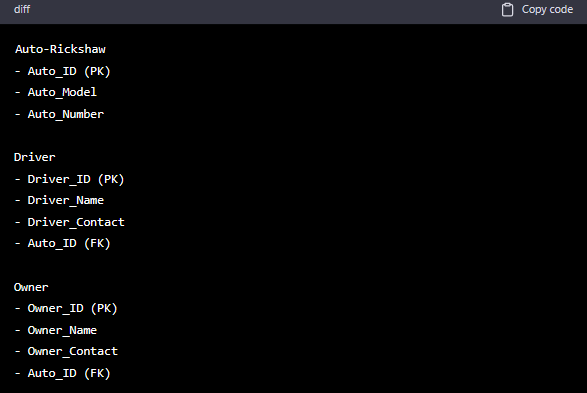 diff
Copy code
Auto-Rickshaw
- Auto_ID (PK)
- Auto_Model
- Auto_Number
Driver
- Driver_ID (PK)
- Driver_Name
- Driver_Contact
- Auto_ID (FK)
Owner
- Owner_ID (PK)
- Owner_Name
- Owner_Contact
- Auto_ID (FK)